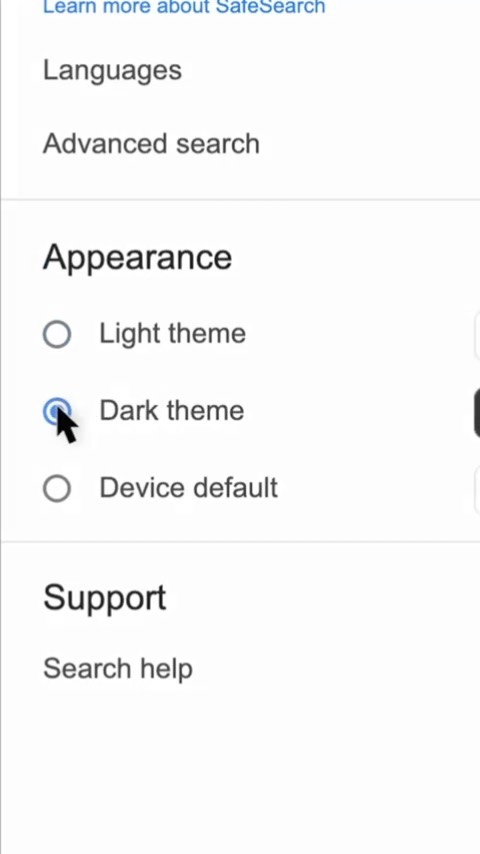 Learn more about SafeSearch
Languages
Advanced search
Appearance
Light theme
Dark theme
Device default
Support
Search help